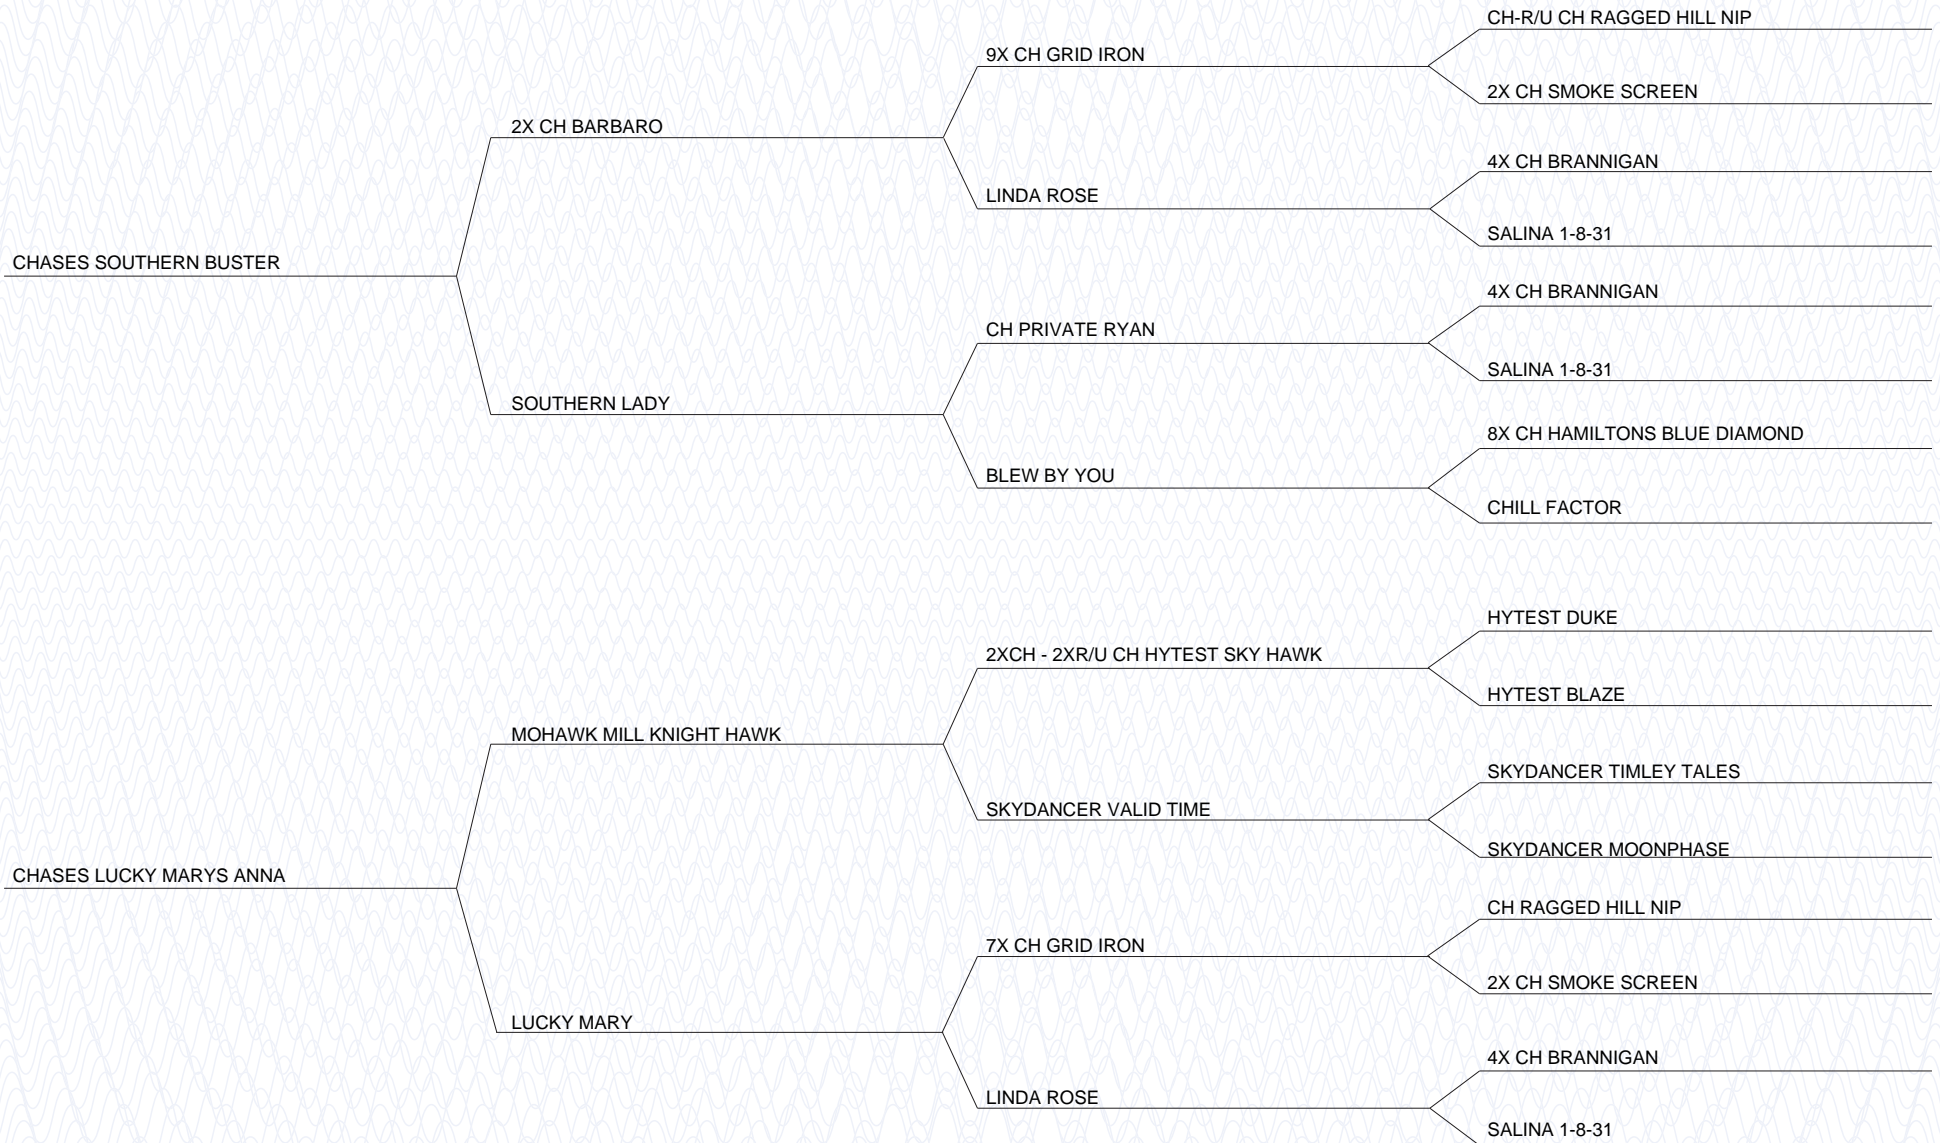 CH-R/U CH RAGGED HILL NIP
9X CH GRID IRON
2X CH SMOKE SCREEN
2X CH BARBARO
4X CH BRANNIGAN
LINDA ROSE
SALINA 1-8-31
CHASES SOUTHERN BUSTER
4X CH BRANNIGAN
CH PRIVATE RYAN
SALINA 1-8-31
SOUTHERN LADY
8X CH HAMILTONS BLUE DIAMOND
BLEW BY YOU
CHILL FACTOR
HYTEST DUKE
2XCH - 2XR/U CH HYTEST SKY HAWK
HYTEST BLAZE
MOHAWK MILL KNIGHT HAWK
SKYDANCER TIMLEY TALES
SKYDANCER VALID TIME
SKYDANCER MOONPHASE
CHASES LUCKY MARYS ANNA
CH RAGGED HILL NIP
7X CH GRID IRON
2X CH SMOKE SCREEN
LUCKY MARY
4X CH BRANNIGAN
LINDA ROSE
SALINA 1-8-31